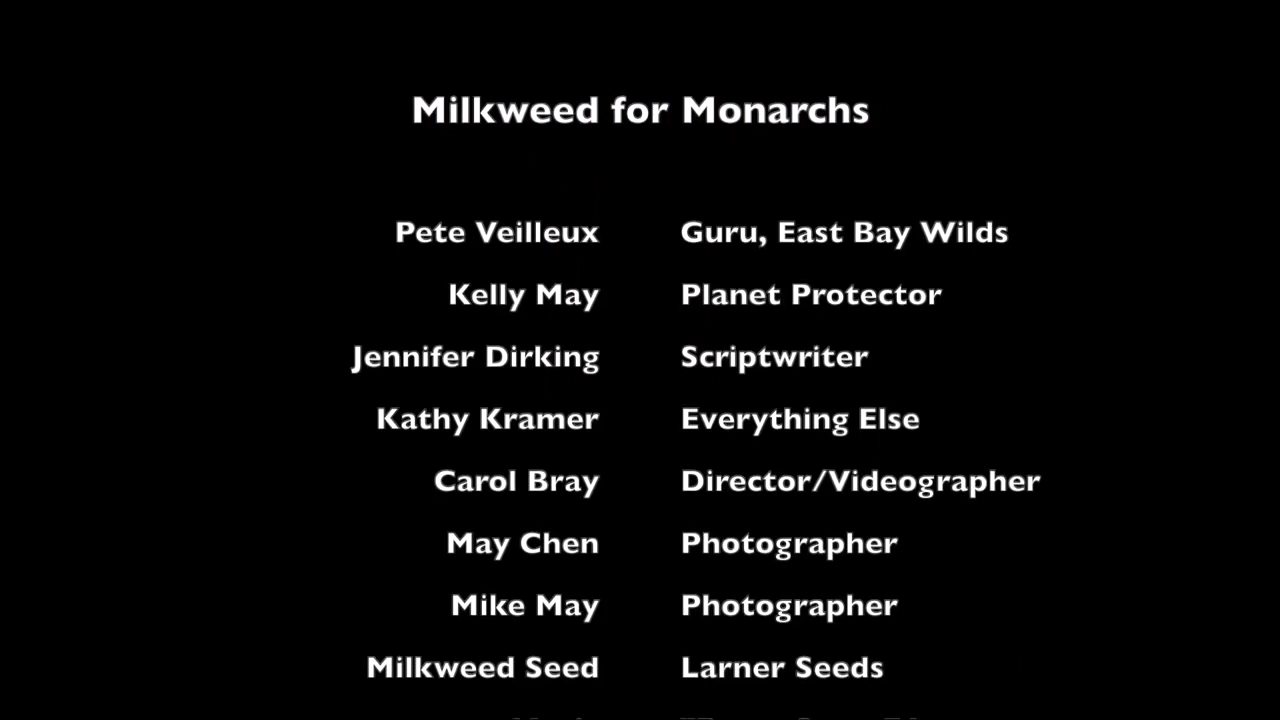 Milkweed for Monarchs
Pete Veilleux Guru, East Bay Wilds
Kelly May Planet Protector
Jennifer Dirking Scriptwriter
Kathy Kramer Everything Else
Carol Bray Director/Videographer
May Chen Photographer
Mike May Photographer
Milkweed Seed Larner Seeds